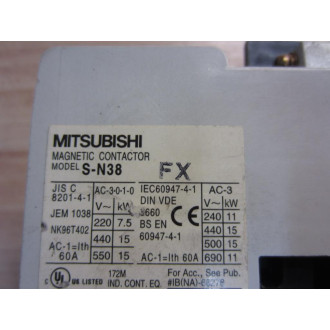 MITSUBISHI
MAGNETIC CONTACTOR
MODEL S-N38 FX
JIS C 8201-4-1
JEM 1038
NK96T402
AC-1=Ith 60A
AC-3-0-1-0
V~ kW
220 7.5
440 15
550 15
IEC60947-4-1
DIN VDE 0660
BS EN 60947-4-1
AC-1=Ith 60A
AC-3
V~ kW
240 11
440 15
500 15
690 11
UL US LISTED
172M
IND. CONT. EQ.
For Acc., See Pub.
#IB(NA)-